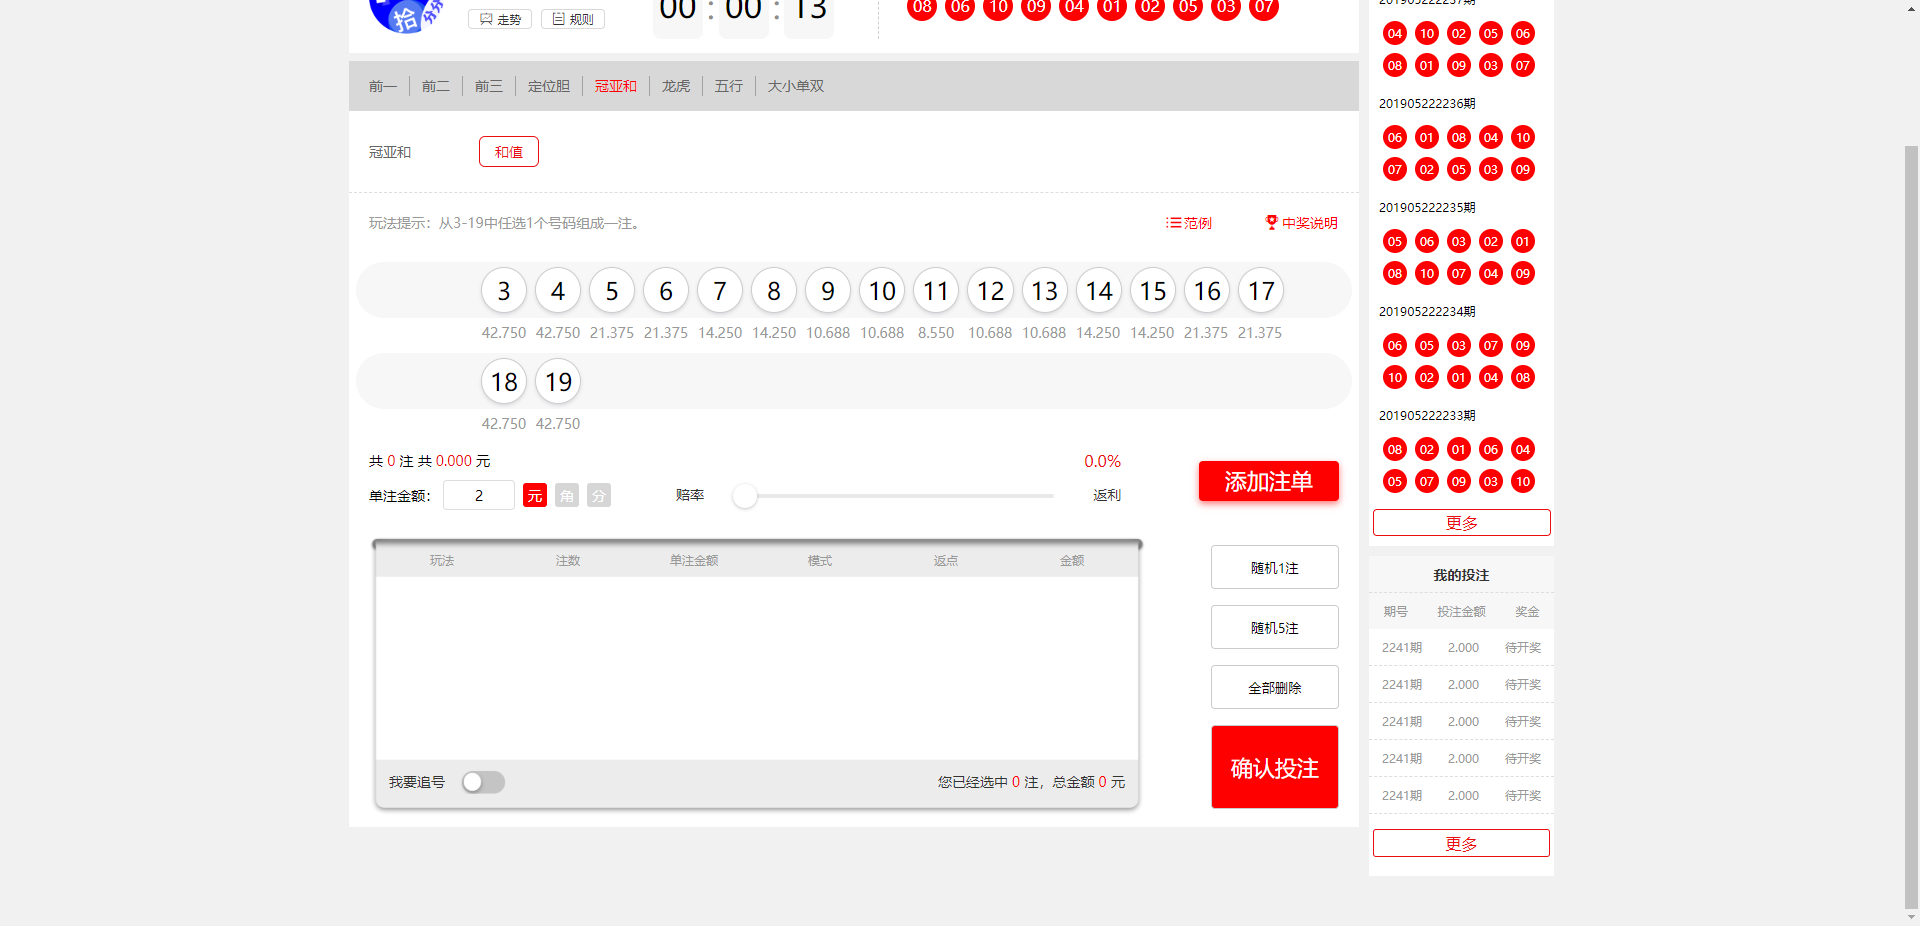 拾 分分
走势 规则
00 : 00 : 13
08 06 10 09 04 01 02 05 03 07
前一 前二 前三 定位胆 冠亚和 龙虎 五行 大小单双
冠亚和 和值
玩法提示：从3-19中任选1个号码组成一注。
范例 中奖说明
3 4 5 6 7 8 9 10 11 12 13 14 15 16 17
42.750 42.750 21.375 21.375 14.250 14.250 10.688 10.688 8.550 10.688 10.688 14.250 14.250 21.375 21.375
18 19
42.750 42.750
共 0 注 共 0.000 元
0.0%
单注金额： 2 元 角 分
赔率 返利
添加注单
玩法 注数 单注金额 模式 返点 金额
随机1注
随机5注
全部删除
确认投注
我要追号
您已经选中 0 注，总金额 0 元
201905222237期
04 10 02 05 06
08 01 09 03 07
201905222236期
06 01 08 04 10
07 02 05 03 09
201905222235期
05 06 03 02 01
08 10 07 04 09
201905222234期
06 05 03 07 09
10 02 01 04 08
201905222233期
08 02 01 06 04
05 07 09 03 10
更多
我的投注
期号 投注金额 奖金
2241期 2.000 待开奖
2241期 2.000 待开奖
2241期 2.000 待开奖
2241期 2.000 待开奖
2241期 2.000 待开奖
更多